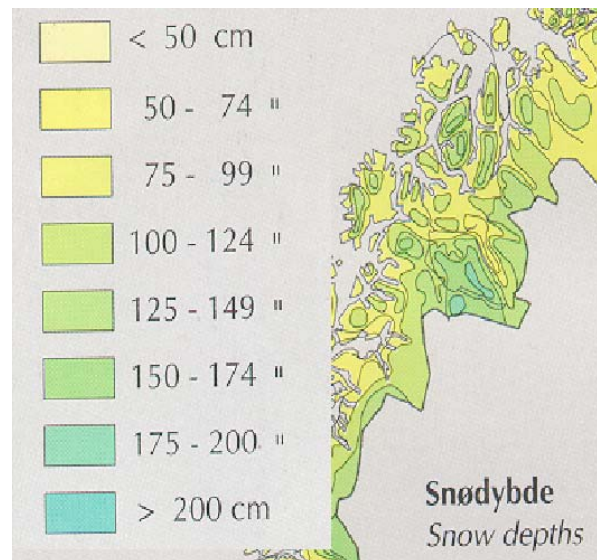 < 50 cm
50 - 74 "
75 - 99 "
100 - 124 "
125 - 149 "
150 - 174 "
175 - 200 "
> 200 cm
Snødybde
Snow depths